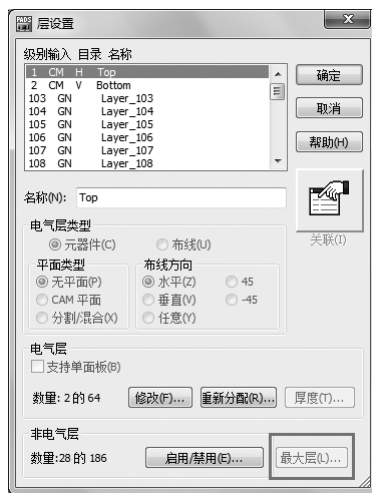 PADS
层设置
级别输入 目录 名称
1 CM H Top
2 CM V Bottom
103 GN Layer_103
104 GN Layer_104
105 GN Layer_105
106 GN Layer_106
107 GN Layer_107
108 GN Layer_108
确定
取消
帮助(H)
名称(N): Top
关联(I)
电气层类型
元器件(C) 布线(U)
平面类型 布线方向
无平面(P) 水平(Z) 45
CAM 平面 垂直(V) -45
分割/混合(X) 任意(Y)
电气层
支持单面板(B)
数量: 2 的 64 修改(F)... 重新分配(R)... 厚度(T)...
非电气层
数量:28 的 186 启用/禁用(E)... 最大层(L)...